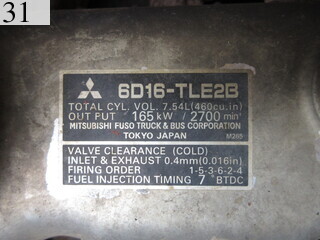 31
6D16-TLE2B
TOTAL CYL. VOL. 7.54L(460cu.in)
OUT PUT 165 kW / 2700 min⁻¹
MITSUBISHI FUSO TRUCK & BUS CORPORATION
TOKYO JAPAN M265
VALVE CLEARANCE (COLD)
INLET & EXHAUST 0.4mm(0.016in)
FIRING ORDER 1-5-3-6-2-4
FUEL INJECTION TIMING 7° BTDC